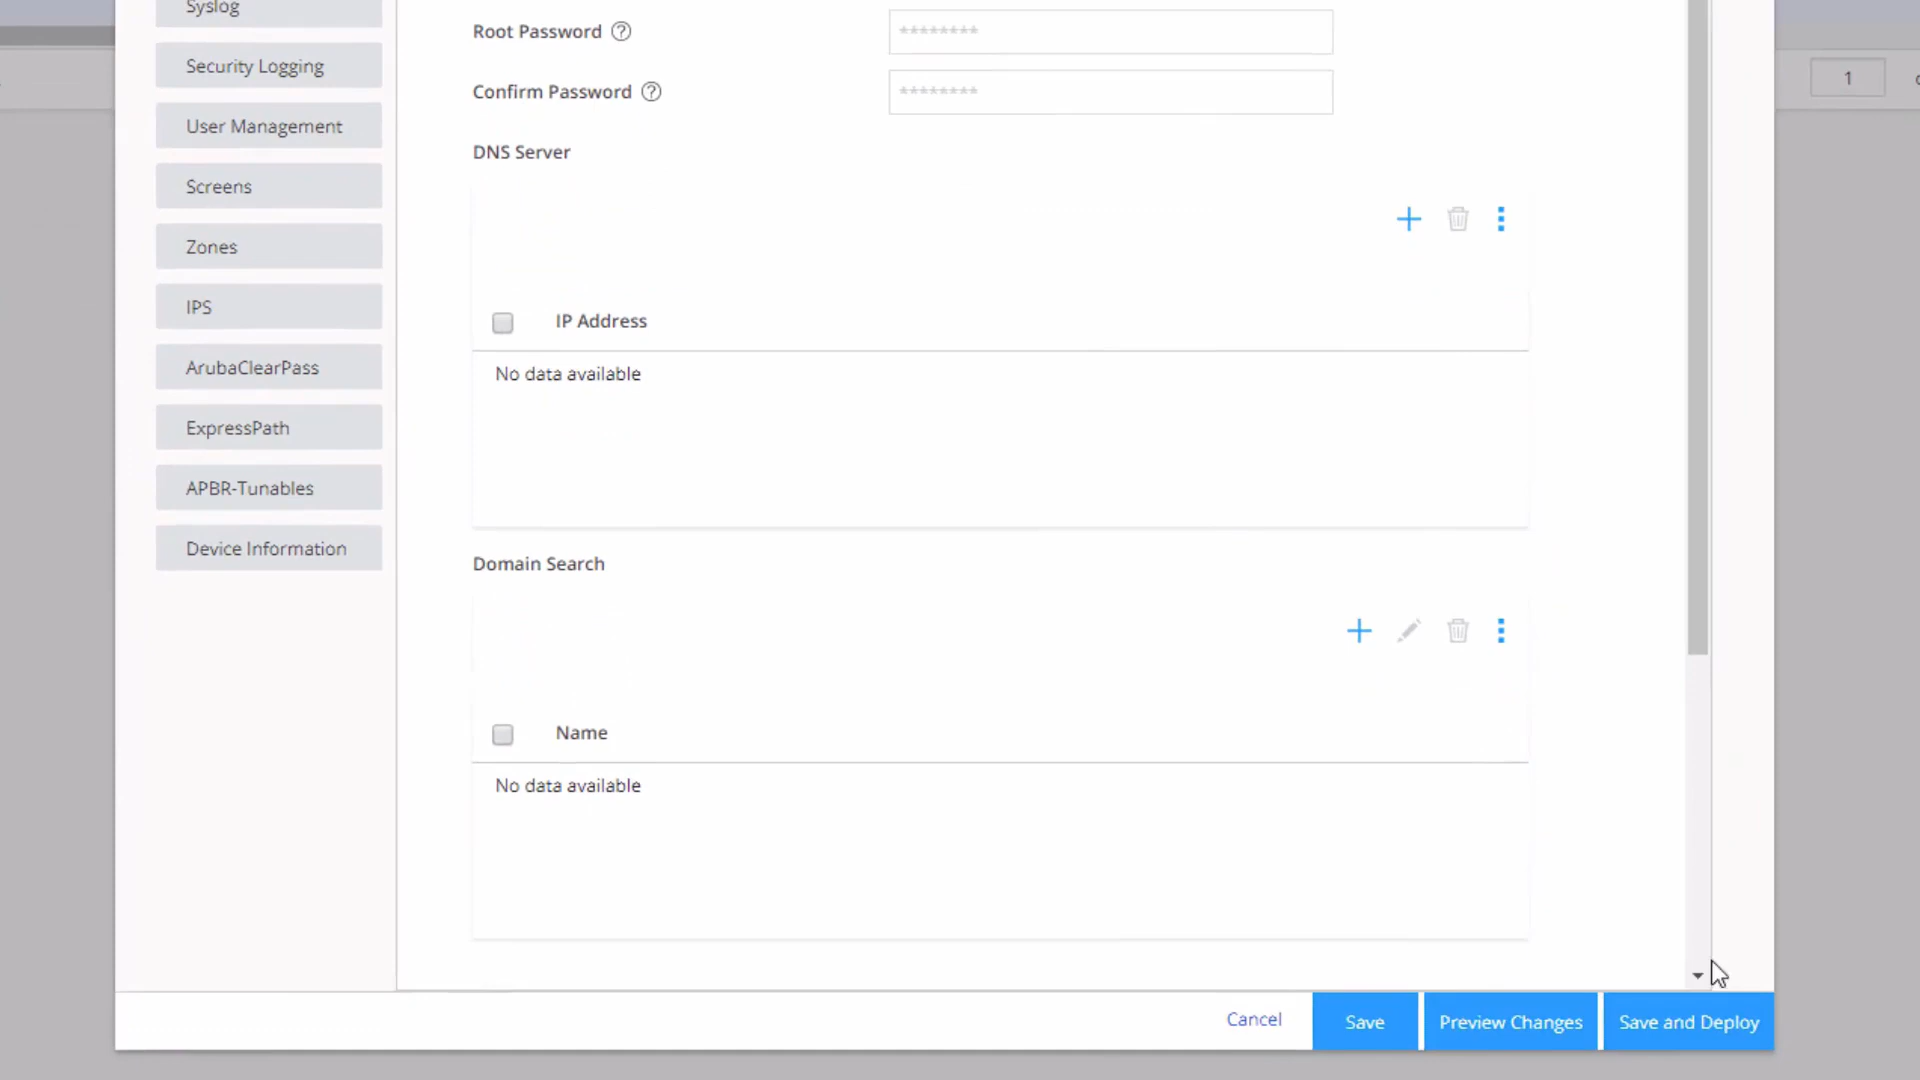 Syslog
Security Logging
User Management
Screens
Zones
IPS
ArubaClearPass
ExpressPath
APBR-Tunables
Device Information
Root Password ?
********
Confirm Password ?
********
DNS Server
IP Address
No data available
Domain Search
Name
No data available
Cancel
Save
Preview Changes
Save and Deploy
1